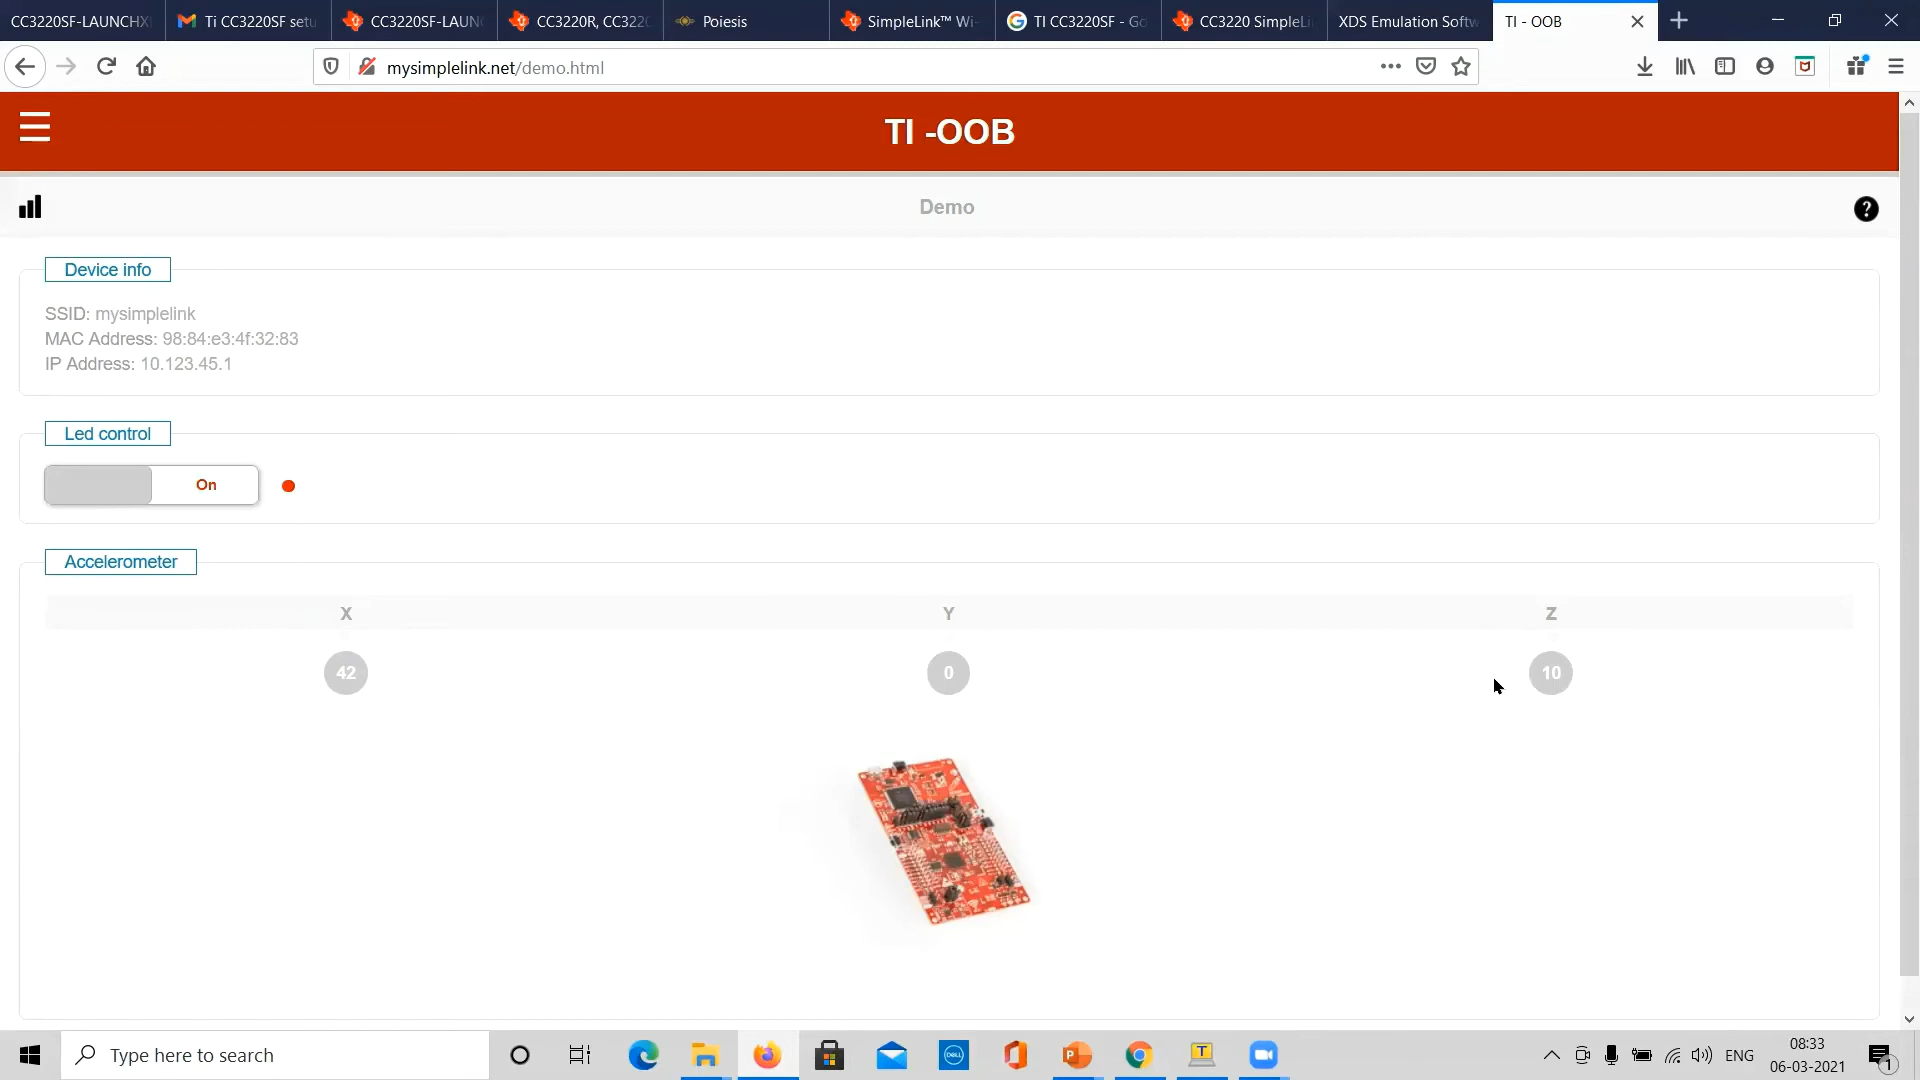 CC3220SF-LAUNCHX
Ti CC3220SF setu
CC3220SF-LAUN
CC3220R, CC322
Poiesis
SimpleLink™ Wi-
TI CC3220SF - Go
CC3220 SimpleLi
XDS Emulation Softw
TI - OOB
mysimplelink.net/demo.html
TI -OOB
Demo
?
Device info
SSID: mysimplelink
MAC Address: 98:84:e3:4f:32:83
IP Address: 10.123.45.1
Led control
On
Accelerometer
X Y Z
42 0 10
Type here to search
DELL
P
T
ENG
08:33
06-03-2021
1